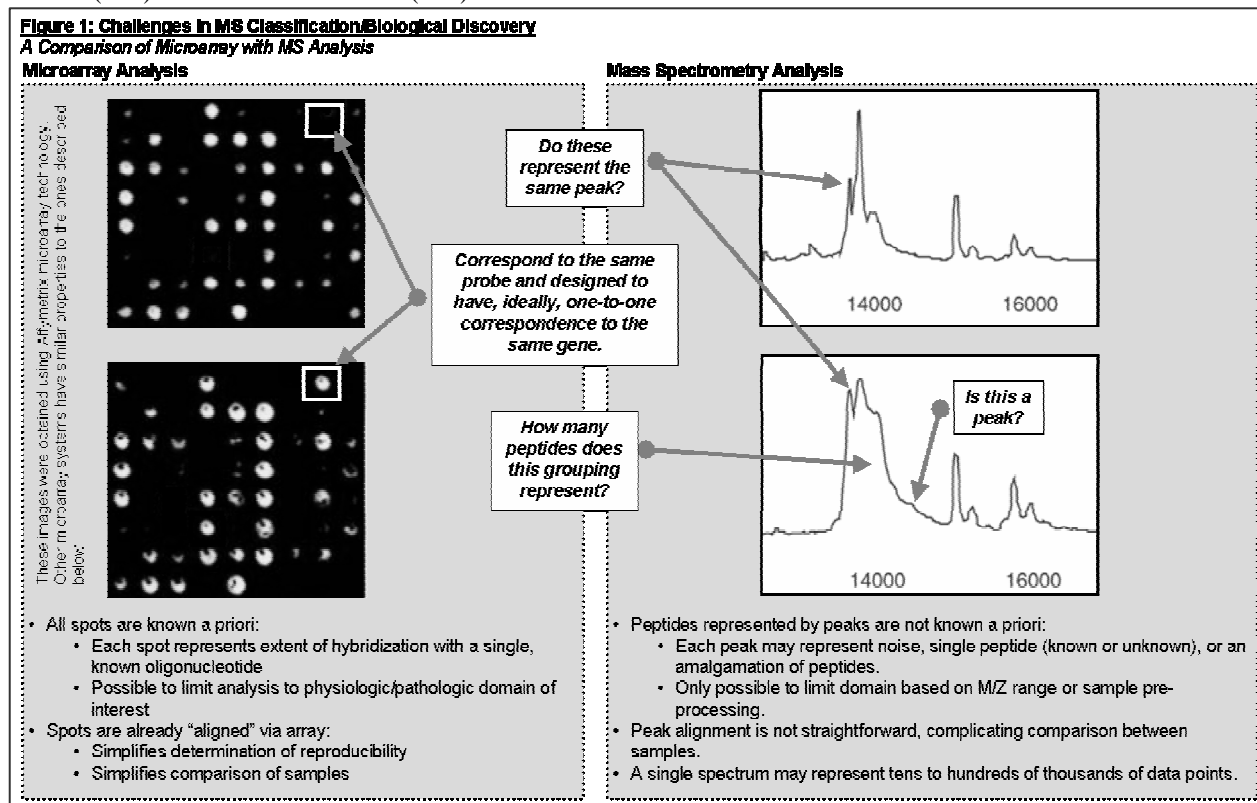 Figure 1: Challenges in MS Classification/Biological Discovery
A Comparison of Microarray with MS Analysis
Microarray Analysis
These images were obtained using Affymetrix microarray technology.
Other microarray systems have similar properties to the ones described
below.
Correspond to the same
probe and designed to
have, ideally, one-to-one
correspondence to the
same gene.
• All spots are known a priori:
• Each spot represents extent of hybridization with a single,
known oligonucleotide
• Possible to limit analysis to physiologic/pathologic domain of
interest
• Spots are already “aligned” via array:
• Simplifies determination of reproducibility
• Simplifies comparison of samples
Mass Spectrometry Analysis
Do these
represent the
same peak?
14000 16000
How many
peptides does
this grouping
represent?
Is this a
peak?
14000 16000
• Peptides represented by peaks are not known a priori:
• Each peak may represent noise, single peptide (known or unknown), or an
amalgamation of peptides.
• Only possible to limit domain based on M/Z range or sample pre-
processing.
• Peak alignment is not straightforward, complicating comparison between
samples.
• A single spectrum may represent tens to hundreds of thousands of data points.